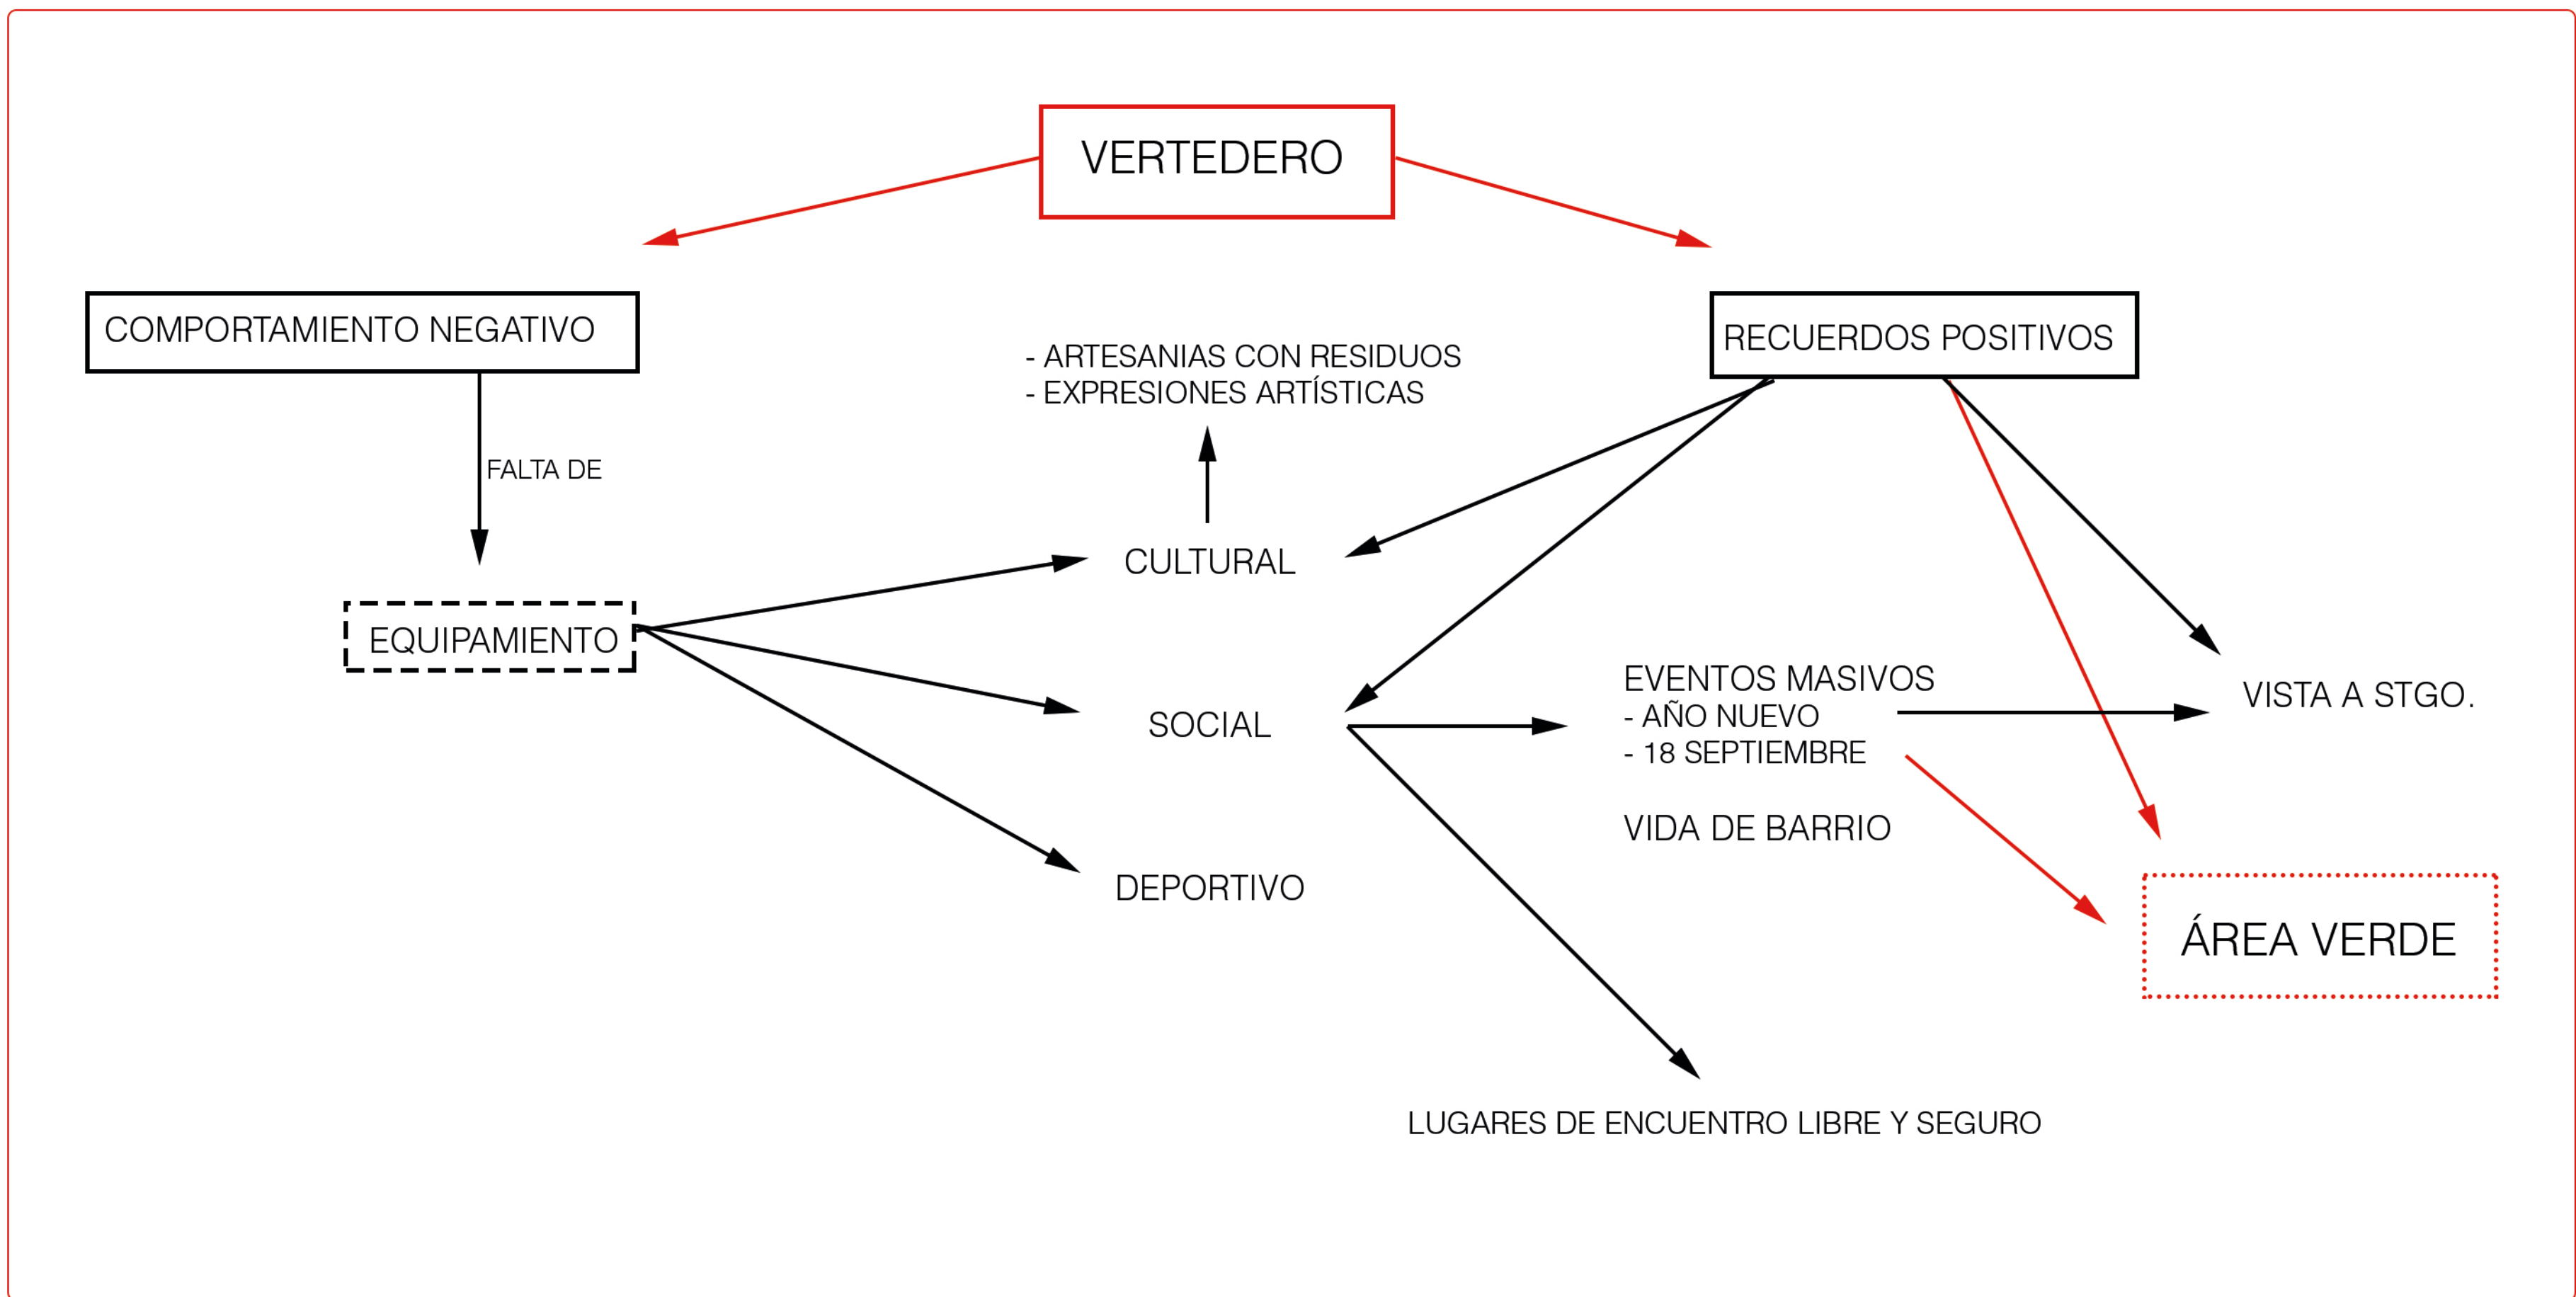 VERTEDERO
COMPORTAMIENTO NEGATIVO
RECUERDOS POSITIVOS
- ARTESANIAS CON RESIDUOS
- EXPRESIONES ARTÍSTICAS
FALTA DE
CULTURAL
EQUIPAMIENTO
EVENTOS MASIVOS
- AÑO NUEVO
- 18 SEPTIEMBRE
VISTA A STGO.
SOCIAL
VIDA DE BARRIO
DEPORTIVO
ÁREA VERDE
LUGARES DE ENCUENTRO LIBRE Y SEGURO